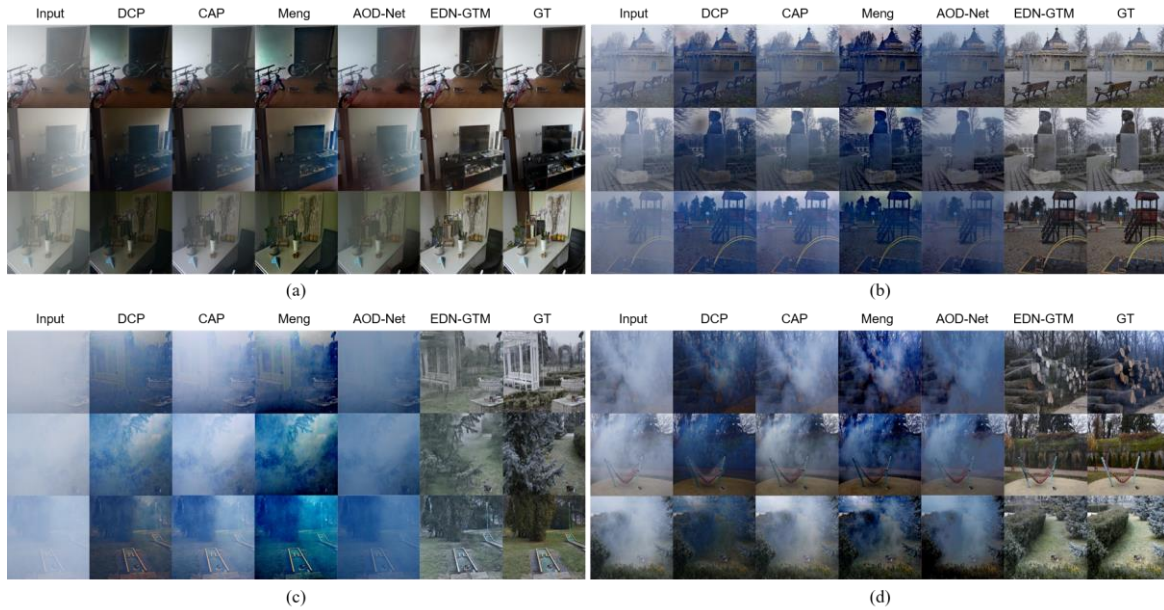 Input DCP CAP Meng AOD-Net EDN-GTM GT
Input DCP CAP Meng AOD-Net EDN-GTM GT
(a)
(b)
Input DCP CAP Meng AOD-Net EDN-GTM GT
Input DCP CAP Meng AOD-Net EDN-GTM GT
(c)
(d)